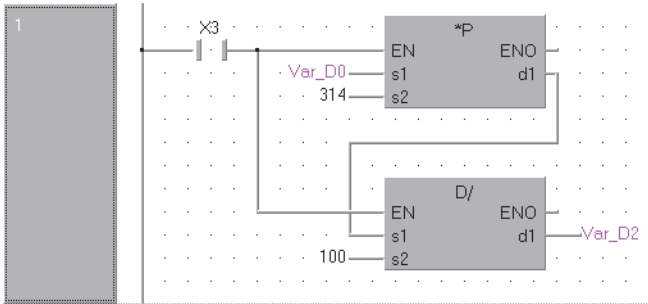 1
X3
*P
EN ENO
Var_D0 s1 d1
314 s2
D/
EN ENO
s1 d1 Var_D2
100 s2